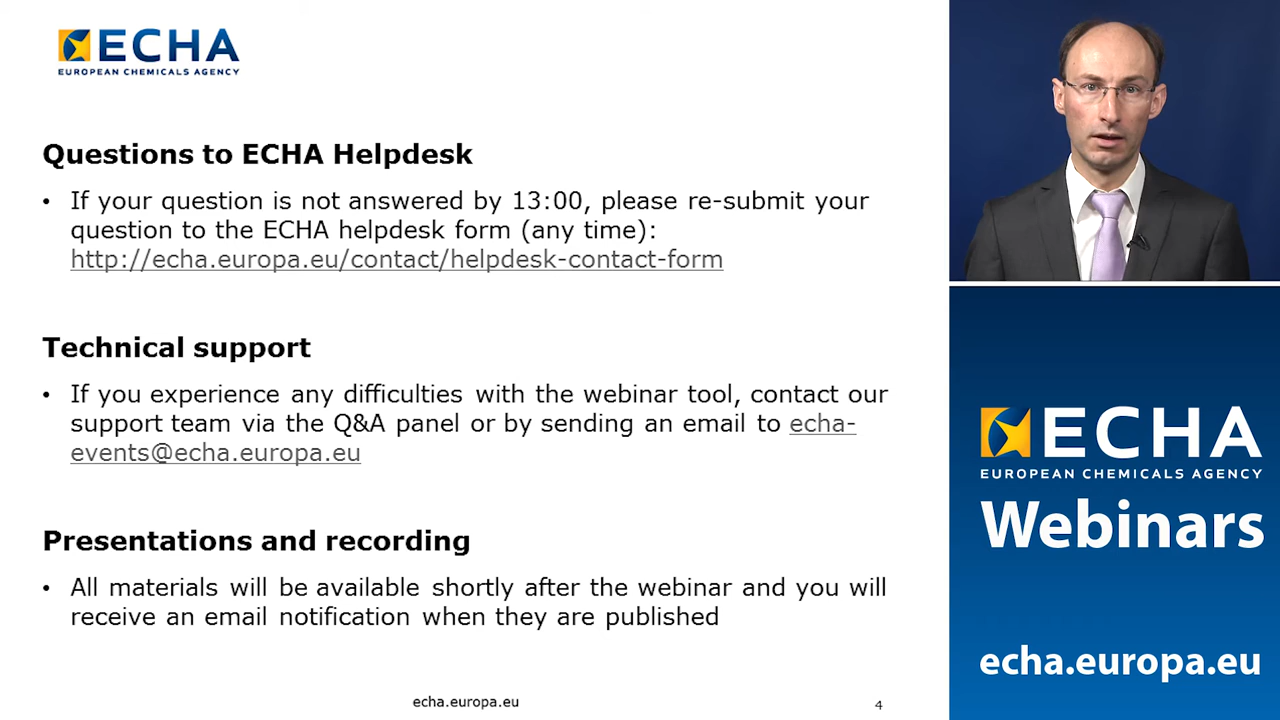 ECHA
EUROPEAN CHEMICALS AGENCY
Questions to ECHA Helpdesk
• If your question is not answered by 13:00, please re-submit your
question to the ECHA helpdesk form (any time):
http://echa.europa.eu/contact/helpdesk-contact-form
Technical support
• If you experience any difficulties with the webinar tool, contact our
support team via the Q&A panel or by sending an email to echa-
events@echa.europa.eu
Presentations and recording
• All materials will be available shortly after the webinar and you will
receive an email notification when they are published
echa.europa.eu
4
ECHA
EUROPEAN CHEMICALS AGENCY
Webinars
echa.europa.eu